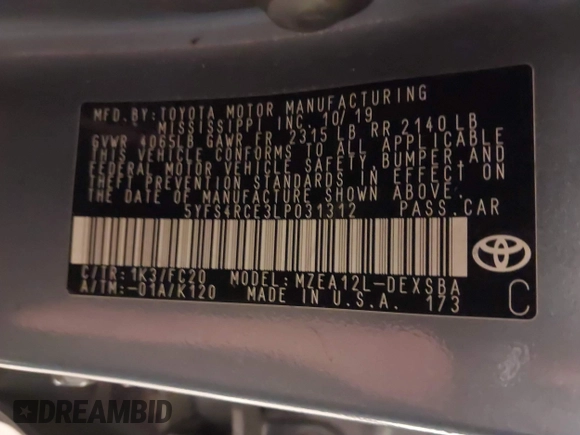 MFD.BY:TOYOTA MOTOR MANUFACTURING
MISSISSIPPI INC. 10/19
GVWR 4065LB GAWR FR 2315 LB RR 2140 LB
THIS VEHICLE CONFORMS TO ALL APPLICABLE
FEDERAL MOTOR VEHICLE SAFETY, BUMPER, AND
THEFT PREVENTION STANDARDS IN EFFECT ON
THE DATE OF MANUFACTURE SHOWN ABOVE.
5YFS4RCE3LP031312 PASS.CAR
C/TR:1K3/FC20 MODEL:MZEA12L-DEXSBA
A/TM:-01A/K120 MADE IN U.S.A. 173
C
DREAMBID